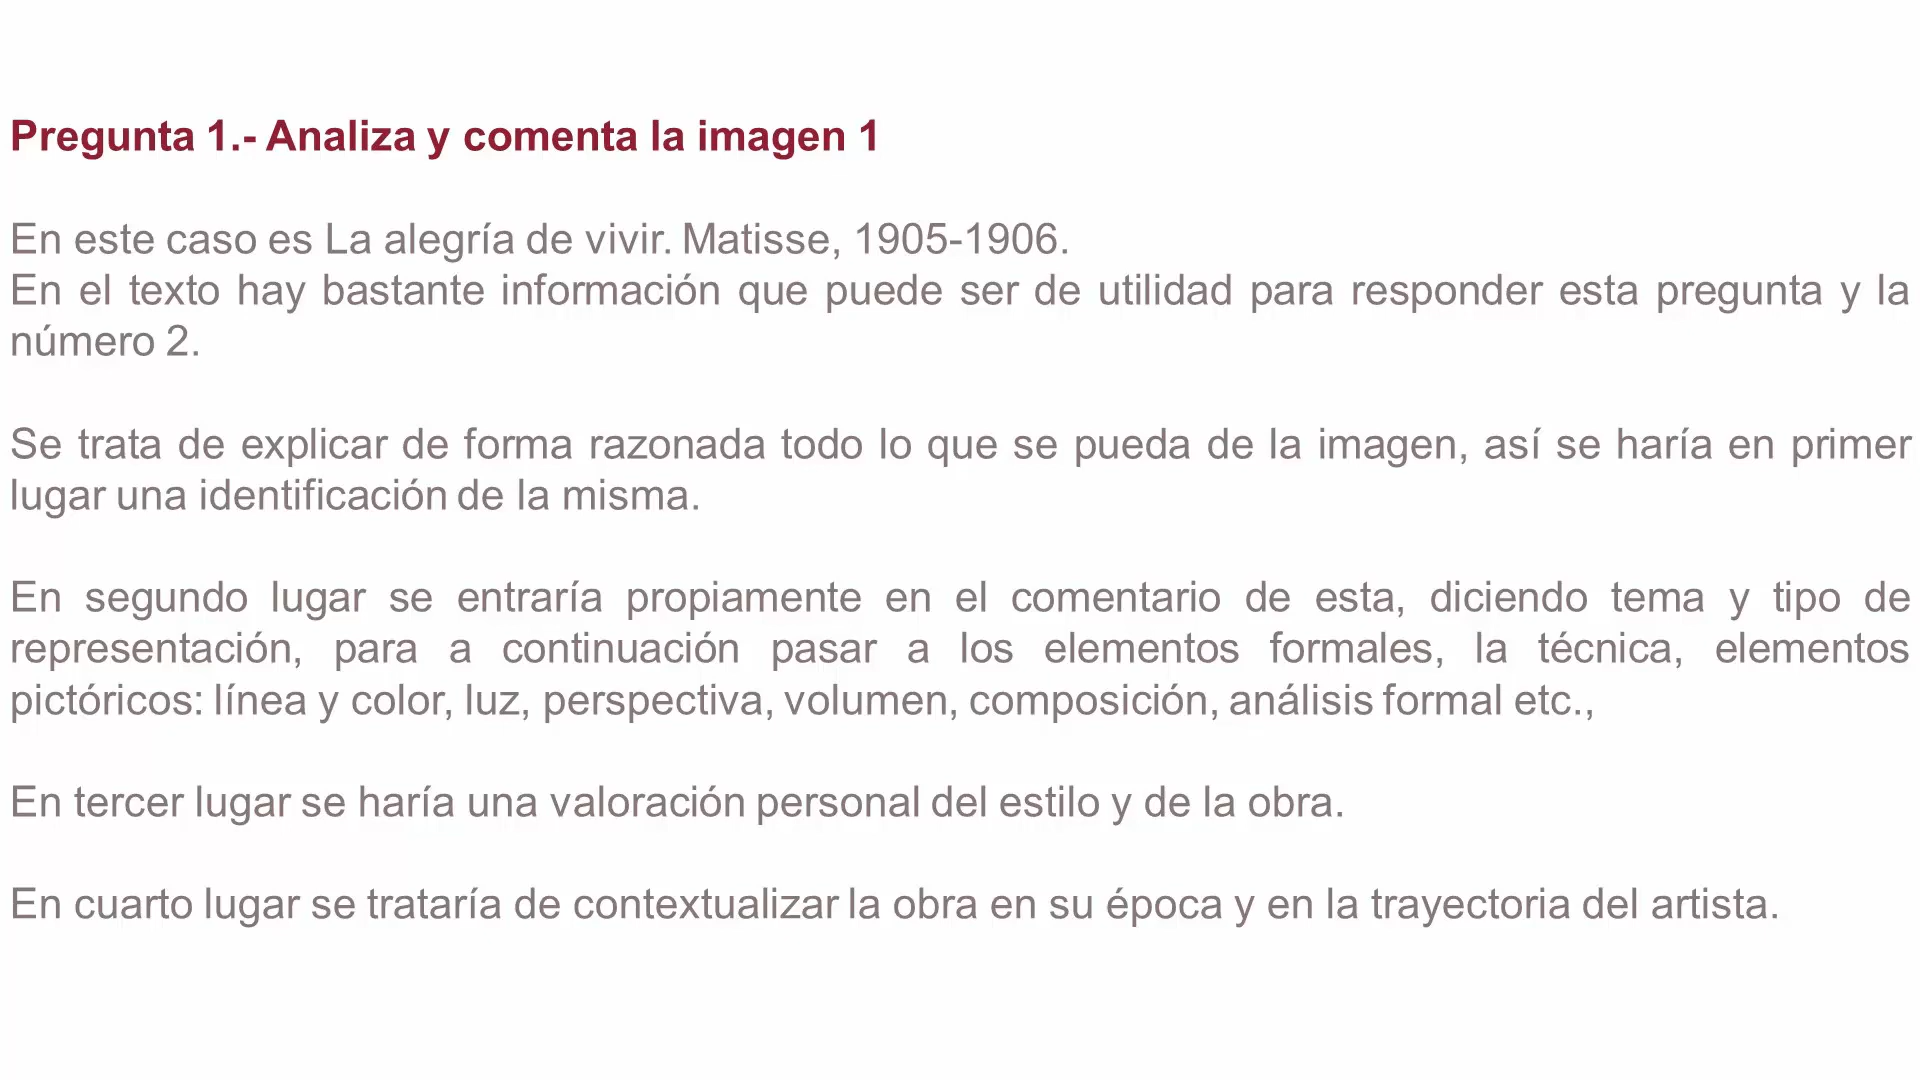 Pregunta 1.- Analiza y comenta la imagen 1
En este caso es La alegría de vivir. Matisse, 1905-1906.
En el texto hay bastante información que puede ser de utilidad para responder esta pregunta y la
número 2.
Se trata de explicar de forma razonada todo lo que se pueda de la imagen, así se haría en primer
lugar una identificación de la misma.
En segundo lugar se entraría propiamente en el comentario de esta, diciendo tema y tipo de
representación, para a continuación pasar a los elementos formales, la técnica, elementos
pictóricos: línea y color, luz, perspectiva, volumen, composición, análisis formal etc.,
En tercer lugar se haría una valoración personal del estilo y de la obra.
En cuarto lugar se trataría de contextualizar la obra en su época y en la trayectoria del artista.